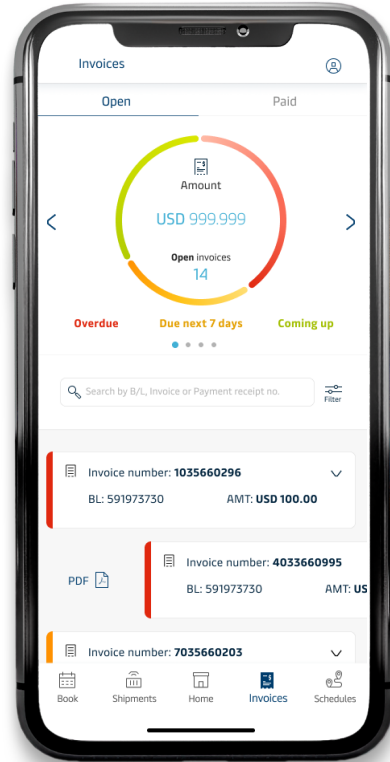 Invoices
Open
Paid
Amount
USD 999.999
Open invoices
14
Overdue
Due next 7 days
Coming up
Search by B/L, Invoice or Payment receipt no.
Filter
Invoice number: 1035660296
BL: 591973730
AMT: USD 100.00
PDF
Invoice number: 4033660995
BL: 591973730
AMT: US
Invoice number: 7035660203
Book
Shipments
Home
Invoices
Schedules